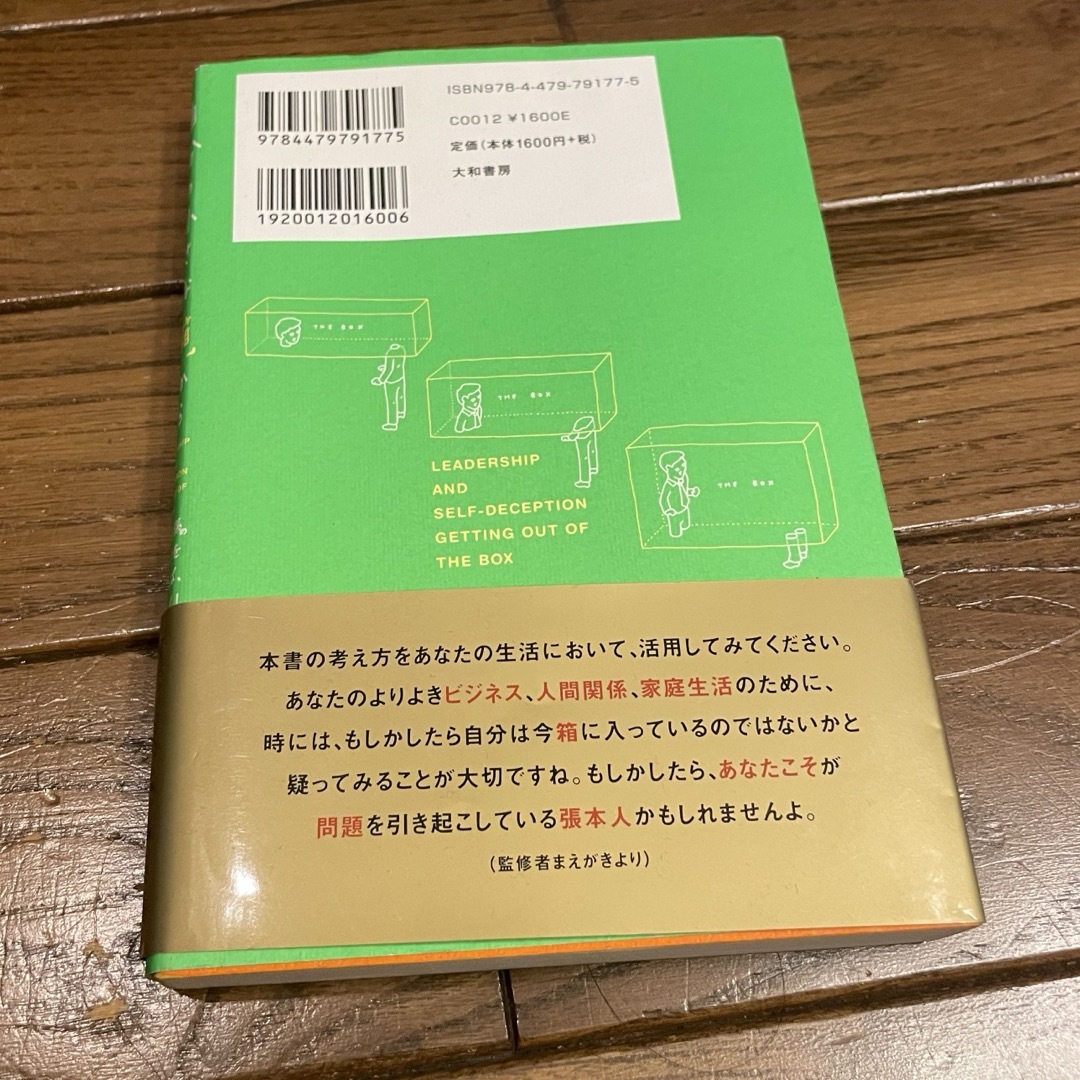 ISBN978-4-479-79177-5
9784479791775
C0012 ¥1600E
定価(本体1600円+税)
大和書房
1920012016006
THE BOX
THE BOX
THE BOX
LEADERSHIP
AND
SELF-DECEPTION
GETTING OUT OF
THE BOX
本書の考え方をあなたの生活において、活用してみてください。
あなたのよりよきビジネス、人間関係、家庭生活のために、
時には、もしかしたら自分は今箱に入っているのではないかと
疑ってみることが大切ですね。もしかしたら、あなたこそが
問題を引き起こしている張本人かもしれませんよ。
(監修者まえがきより)